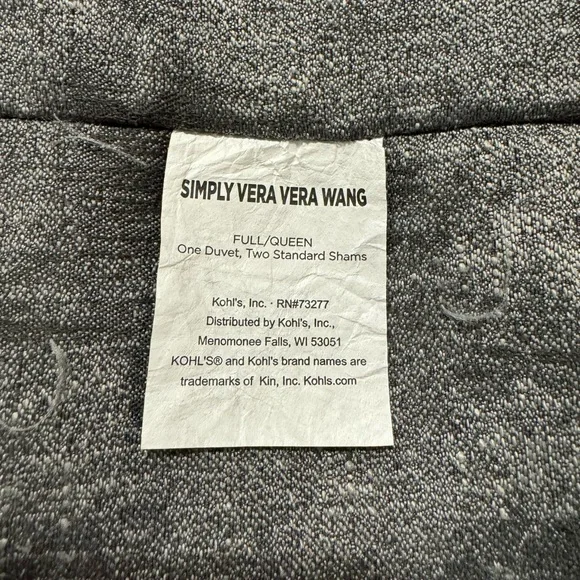 SIMPLY VERA VERA WANG
FULL/QUEEN
One Duvet, Two Standard Shams
Kohl's, Inc. · RN#73277
Distributed by Kohl's, Inc.,
Menomonee Falls, WI 53051
KOHL'S® and Kohl's brand names are
trademarks of Kin, Inc. Kohls.com